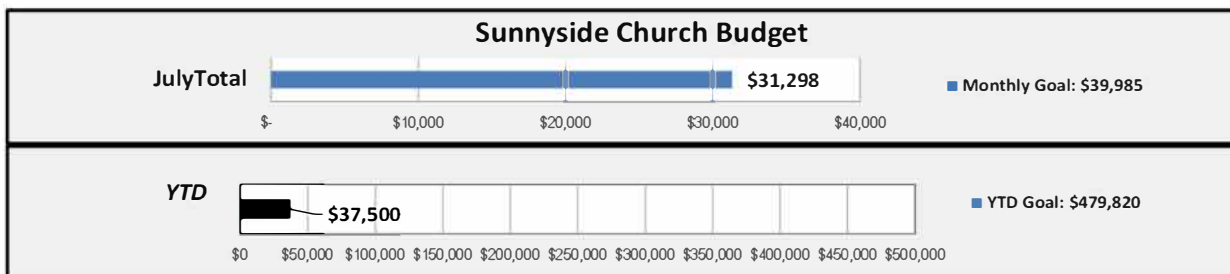 Sunnyside Church Budget
JulyTotal
$31,298
Monthly Goal: $39,985
$- $10,000 $20,000 $30,000 $40,000
YTD
$37,500
YTD Goal: $479,820
$0 $50,000 $100,000 $150,000 $200,000 $250,000 $300,000 $350,000 $400,000 $450,000 $500,000